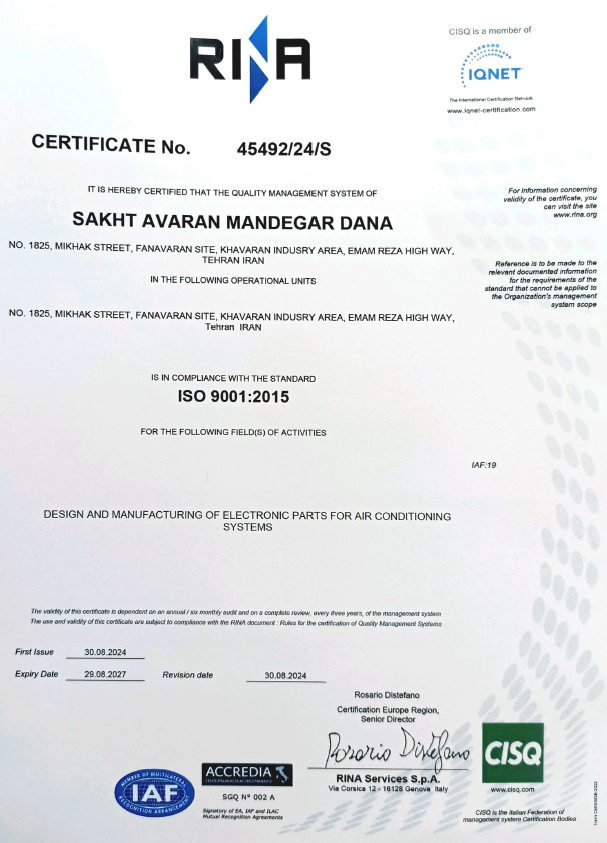 RINA
CISQ is a member of
IQNET
The International Certification Network
www.iqnet-certification.com
CERTIFICATE No. 45492/24/S
IT IS HEREBY CERTIFIED THAT THE QUALITY MANAGEMENT SYSTEM OF
SAKHT AVARAN MANDEGAR DANA
NO. 1825, MIKHAK STREET, FANAVARAN SITE, KHAVARAN INDUSRY AREA, EMAM REZA HIGH WAY,
TEHRAN IRAN
For information concerning
validity of the certificate, you
can visit the site
www.rina.org
IN THE FOLLOWING OPERATIONAL UNITS
Reference is to be made to the
relevant documented information
for the requirements of the
standard that cannot be applied to
the Organization's management
system scope
NO. 1825, MIKHAK STREET, FANAVARAN SITE, KHAVARAN INDUSRY AREA, EMAM REZA HIGH WAY,
Tehran IRAN
IS IN COMPLIANCE WITH THE STANDARD
ISO 9001:2015
FOR THE FOLLOWING FIELD(S) OF ACTIVITIES
IAF:19
DESIGN AND MANUFACTURING OF ELECTRONIC PARTS FOR AIR CONDITIONING
SYSTEMS
The validity of this certificate is dependent on an annual / six monthly audit and on a complete review, every three years, of the management system
The use and validity of this certificate are subject to compliance with the RINA document : Rules for the certification of Quality Management Systems
First Issue 30.08.2024
Expiry Date 29.08.2027 Revision date 30.08.2024
Rosario Distefano
Certification Europe Region,
Senior Director
Rosario Distefano
RINA Services S.p.A.
Via Corsica 12 - 16128 Genova Italy
MEMBER OF MULTILATERAL
IAF
RECOGNITION ARRANGEMENT
ACCREDIA
SGQ N° 002 A
Signatory of EA, IAF and ILAC
Mutual Recognition Agreements
CISQ
www.cisq.com
CISQ is the Italian Federation of
management system Certification Bodies